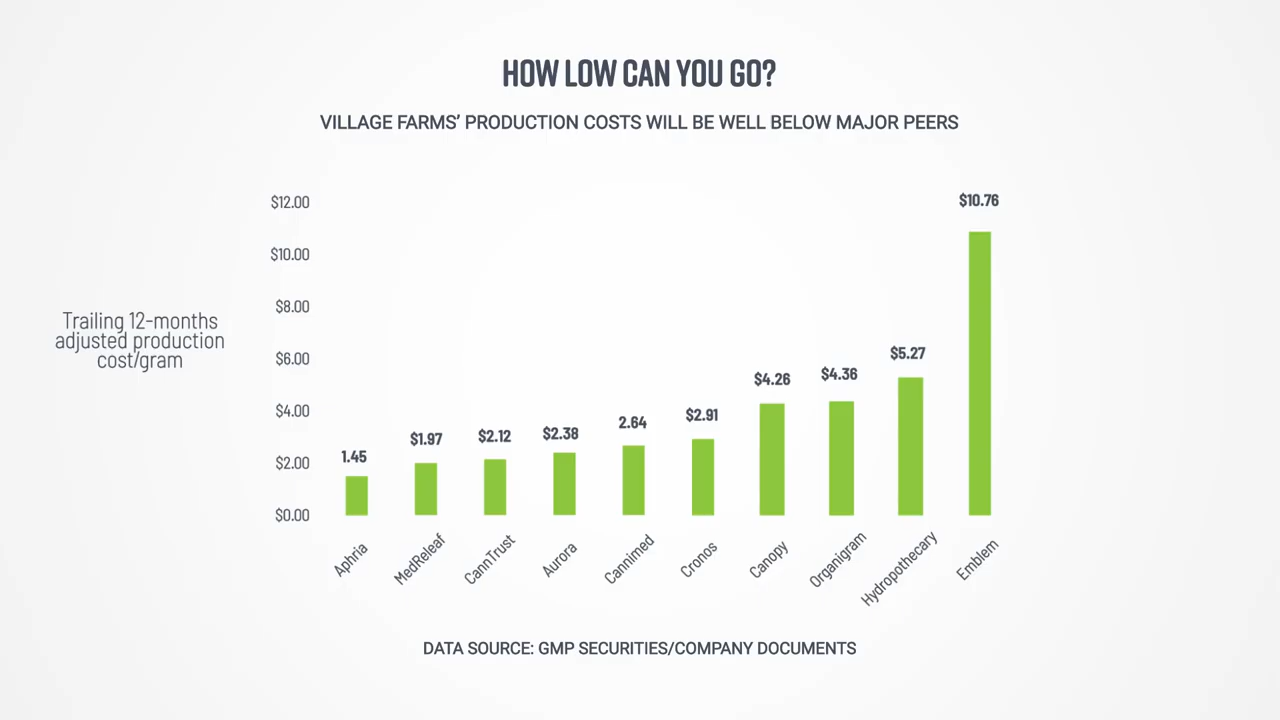 HOW LOW CAN YOU GO?
VILLAGE FARMS' PRODUCTION COSTS WILL BE WELL BELOW MAJOR PEERS
Trailing 12-months
adjusted production
cost/gram
$12.00
$10.00
$8.00
$6.00
$4.00
$2.00
$0.00
1.45
$1.97
$2.12
$2.38
2.64
$2.91
$4.26
$4.36
$5.27
$10.76
Aphria
MedReleaf
CannTrust
Aurora
Cannimed
Cronos
Canopy
Organigram
Hydropothecary
Emblem
DATA SOURCE: GMP SECURITIES/COMPANY DOCUMENTS